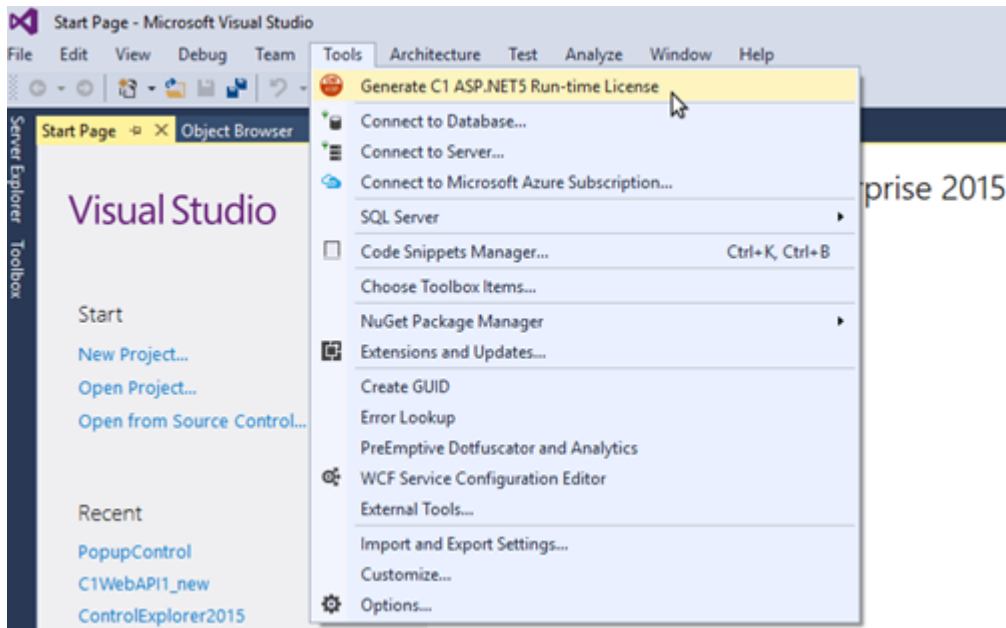 Start Page - Microsoft Visual Studio
File Edit View Debug Team Tools Architecture Test Analyze Window Help
Generate C1 ASP.NET5 Run-time License
Server Explorer
Toolbox
Start Page Object Browser
Connect to Database...
Connect to Server...
Connect to Microsoft Azure Subscription...
prise 2015
Visual Studio
SQL Server
Code Snippets Manager... Ctrl+K, Ctrl+B
Choose Toolbox Items...
Start
NuGet Package Manager
New Project...
Extensions and Updates...
Open Project...
Create GUID
Open from Source Control...
Error Lookup
PreEmptive Dotfuscator and Analytics
WCF Service Configuration Editor
Recent
External Tools...
Import and Export Settings...
PopupControl
Customize...
C1WebAPI1_new
Options...
ControlExplorer2015